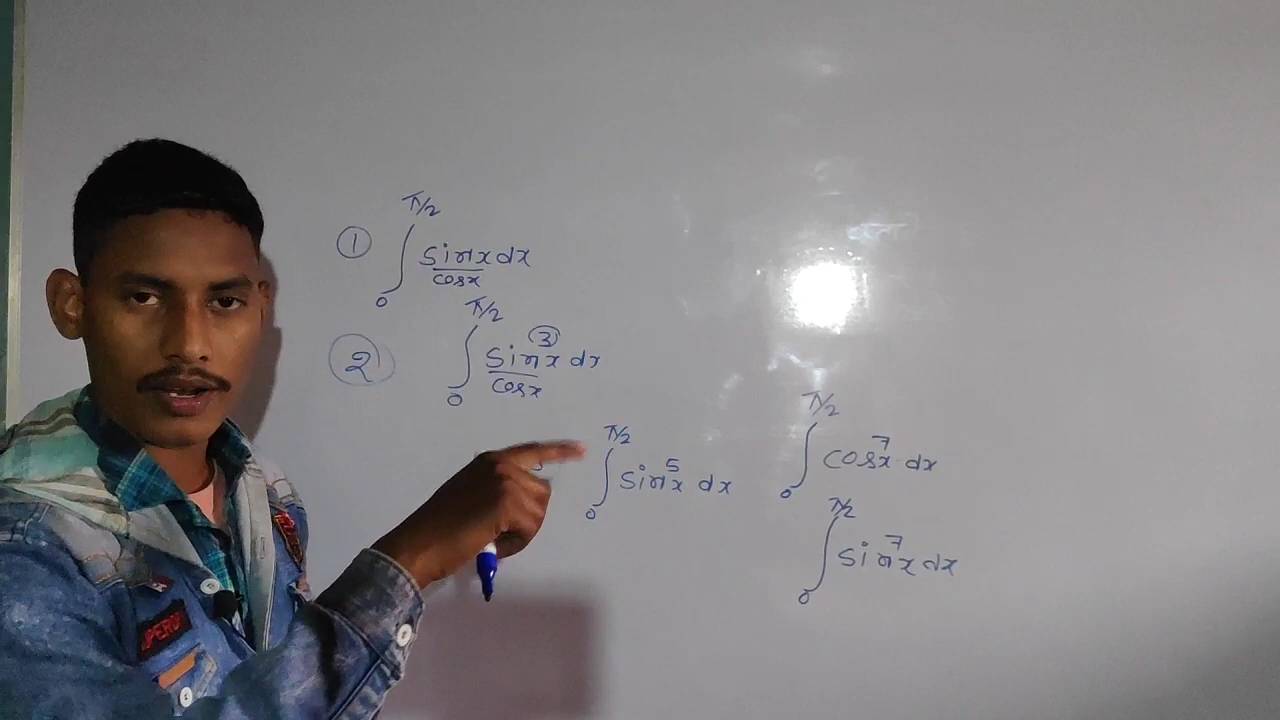 ① ∫₀^π/2 sinx dx
cosx
② ∫₀^π/2 sin³x dx
cosx
∫₀^π/2 sin⁵x dx
∫₀^π/2 cos⁷x dx
∫₀^π/2 sin⁷x dx